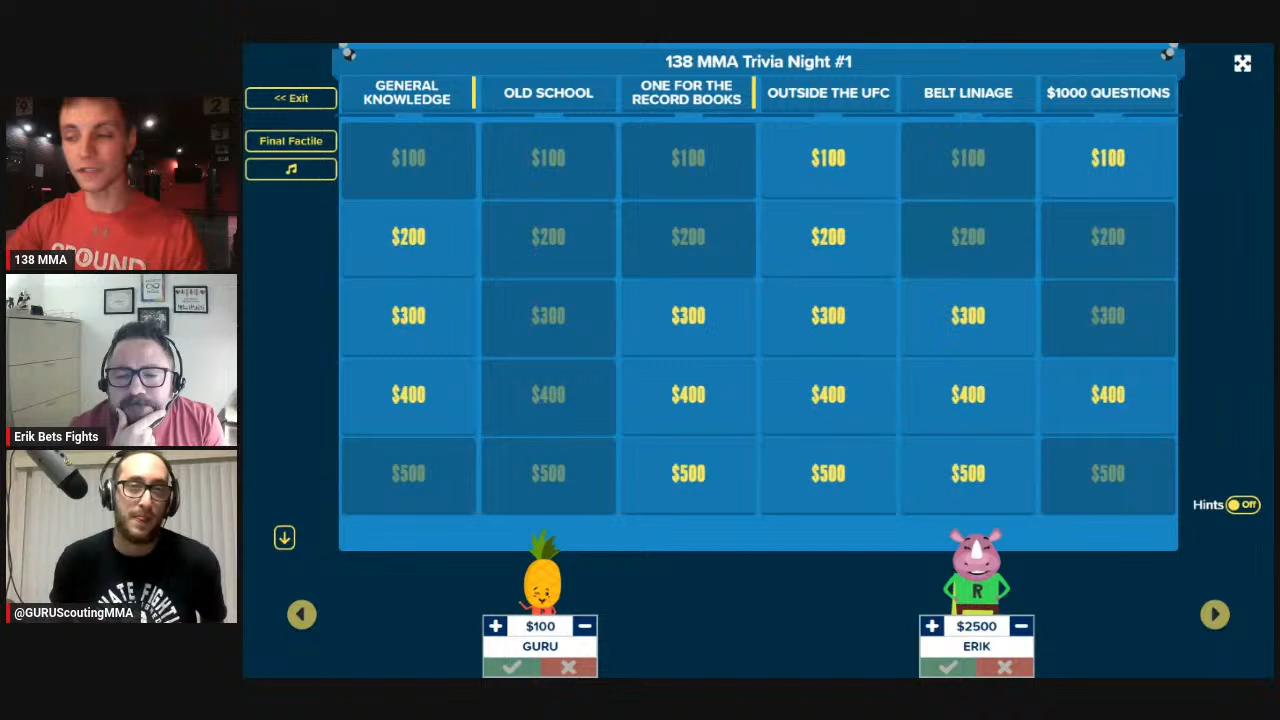 138 MMA Trivia Night #1
<< Exit
Final Factile
GENERAL KNOWLEDGE
OLD SCHOOL
ONE FOR THE RECORD BOOKS
OUTSIDE THE UFC
BELT LINIAGE
$1000 QUESTIONS
$100 $100 $100 $100 $100 $100
$200 $200 $200 $200 $200 $200
$300 $300 $300 $300 $300 $300
$400 $400 $400 $400 $400 $400
$500 $500 $500 $500 $500 $500
Hints Off
138 MMA
Erik Bets Fights
@GURUScoutingMMA
+ $100 −
GURU
R
+ $2500 −
ERIK